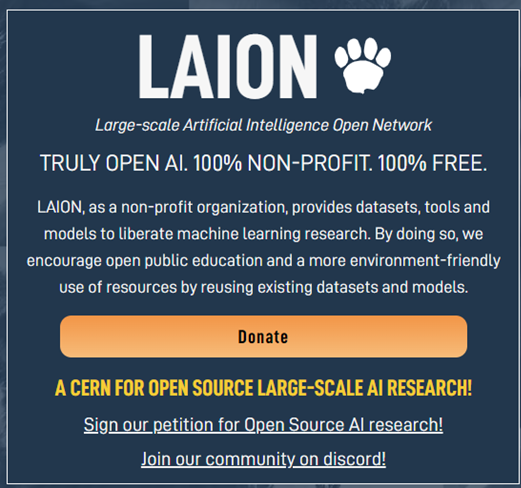 LAION
Large-scale Artificial Intelligence Open Network
TRULY OPEN AI. 100% NON-PROFIT. 100% FREE.
LAION, as a non-profit organization, provides datasets, tools and
models to liberate machine learning research. By doing so, we
encourage open public education and a more environment-friendly
use of resources by reusing existing datasets and models.
Donate
A CERN FOR OPEN SOURCE LARGE-SCALE AI RESEARCH!
Sign our petition for Open Source AI research!
Join our community on discord!